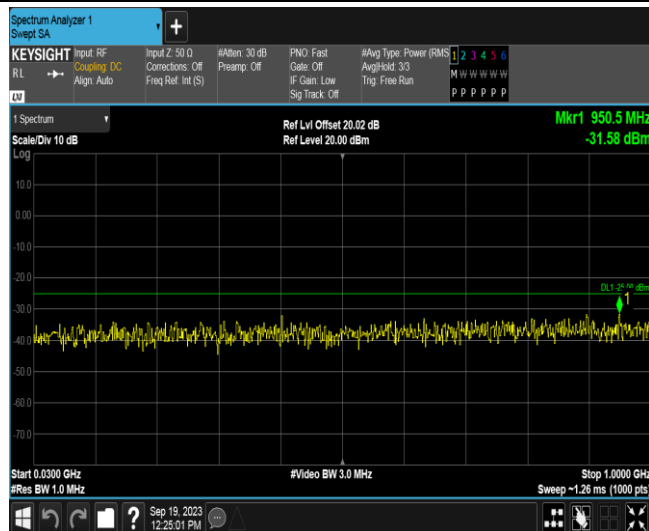 Spectrum Analyzer 1
Swept SA
+
KEYSIGHT
RL
LXI
Input: RF
Coupling: DC
Align: Auto
Input Z: 50 Ω
Corrections: Off
Freq Ref: Int (S)
#Atten: 30 dB
Preamp: Off
PNO: Fast
Gate: Off
IF Gain: Low
Sig Track: Off
#Avg Type: Power (RMS
Avg|Hold: 3/3
Trig: Free Run
1 2 3 4 5 6
M W W W W W
P P P P P P
1 Spectrum
Scale/Div 10 dB
Log
Ref Lvl Offset 20.02 dB
Ref Level 20.00 dBm
Mkr1 950.5 MHz
-31.58 dBm
10.0
0.00
-10.0
-20.0
-30.0
-40.0
-50.0
-60.0
-70.0
DL1 -25.00 dBm
1
Start 0.0300 GHz
#Res BW 1.0 MHz
#Video BW 3.0 MHz
Stop 1.0000 GHz
Sweep ~1.26 ms (1000 pts)
?
Sep 19, 2023
12:25:01 PM